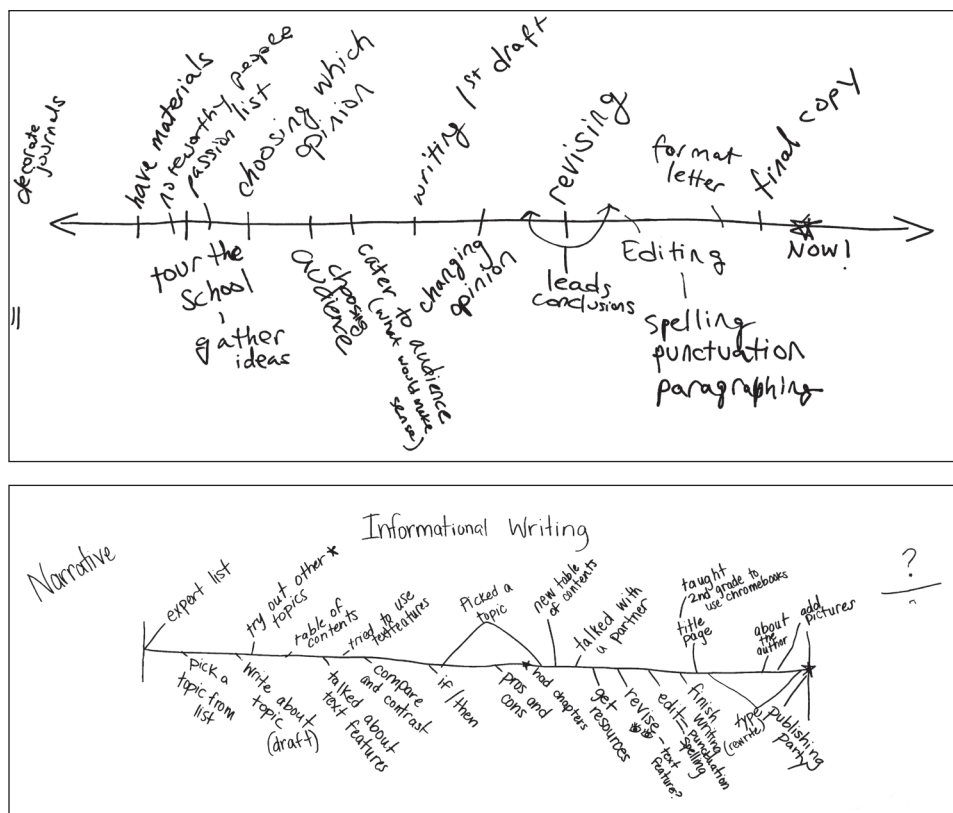 decorate
journals
have materials
noteworthy people
passion list
tour the
school
gather
ideas
choosing which
opinion
choosing
audience
cater to audience
(what would make
sense)
writing 1st draft
changing
opinion
revising
leads
conclusions
Editing
spelling
punctuation
paragraphing
format
letter
final copy
NOW!
Narrative
Informational Writing
expert list
pick a
topic from
list
try out other
topics
write about
topic
(draft)
table of
contents
talked about
text features
tried to use
text features
compare
and contrast
if/then
Picked a
topic
pros and
cons
had chapters
new table
of contents
talked with
a partner
get
resources
revise
- text
features?
edit =
spelling
punctuation
finish
writing
taught
2nd grade to
use chromebooks
title
page
type
(rewrite)
about
the
author
add
pictures
publishing
party
?